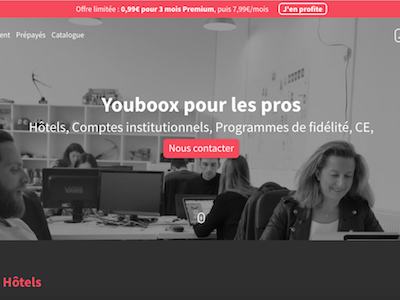 Offre limitée : 0,99€ pour 3 mois Premium, puis 7,99€/mois J'en profite
ent Prépayés Catalogue
Youboox pour les pros
Hôtels, Comptes institutionnels, Programmes de fidélité, CE,
Nous contacter
Hôtels